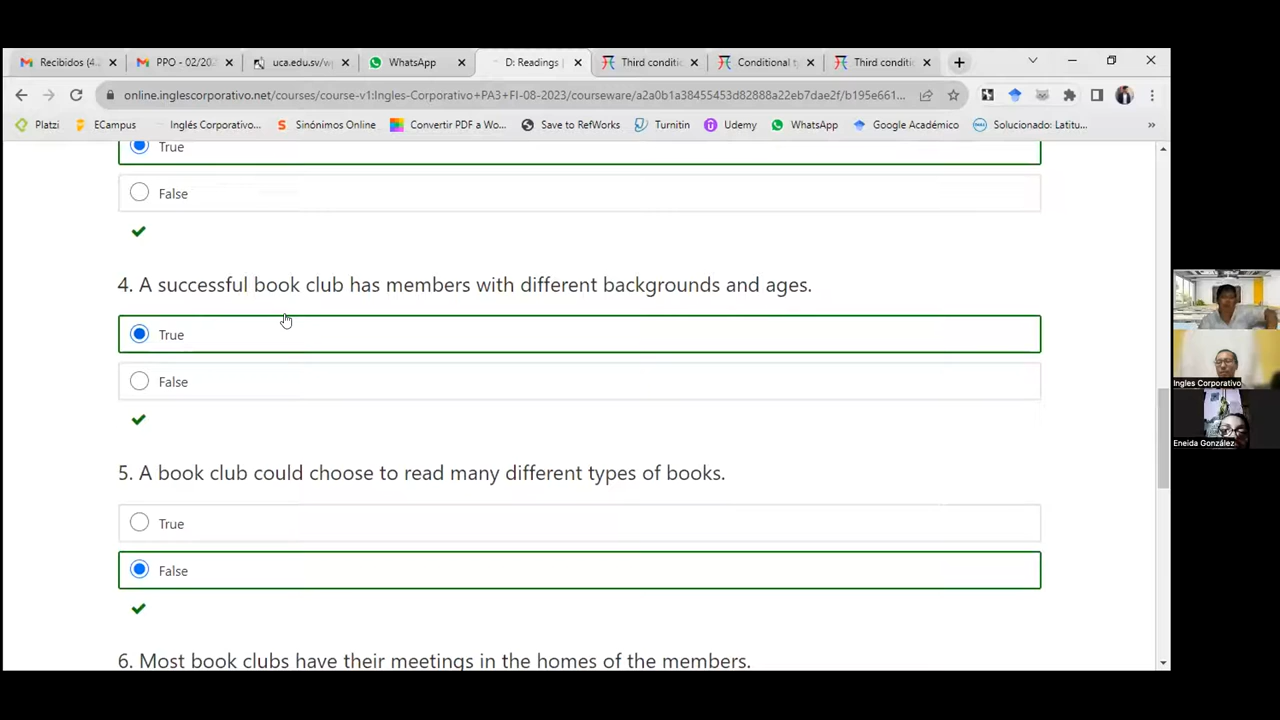 Recibidos (4...
PPO - 02/202
uca.edu.sv/w
WhatsApp
D: Readings |
Third conditi
Conditional t
Third conditi
online.inglescorporativo.net/courses/course-v1:Ingles-Corporativo+PA3+FI-08-2023/courseware/a2a0b1a38455453d82888a22eb7dae2f/b195e661...
Platzi
ECampus
Inglés Corporativo...
Sinónimos Online
Convertir PDF a Wo...
Save to RefWorks
Turnitin
Udemy
WhatsApp
Google Académico
Solucionado: Latitu...
True
False
4. A successful book club has members with different backgrounds and ages.
True
False
5. A book club could choose to read many different types of books.
True
False
6. Most book clubs have their meetings in the homes of the members.
Ingles Corporativo
Eneida González